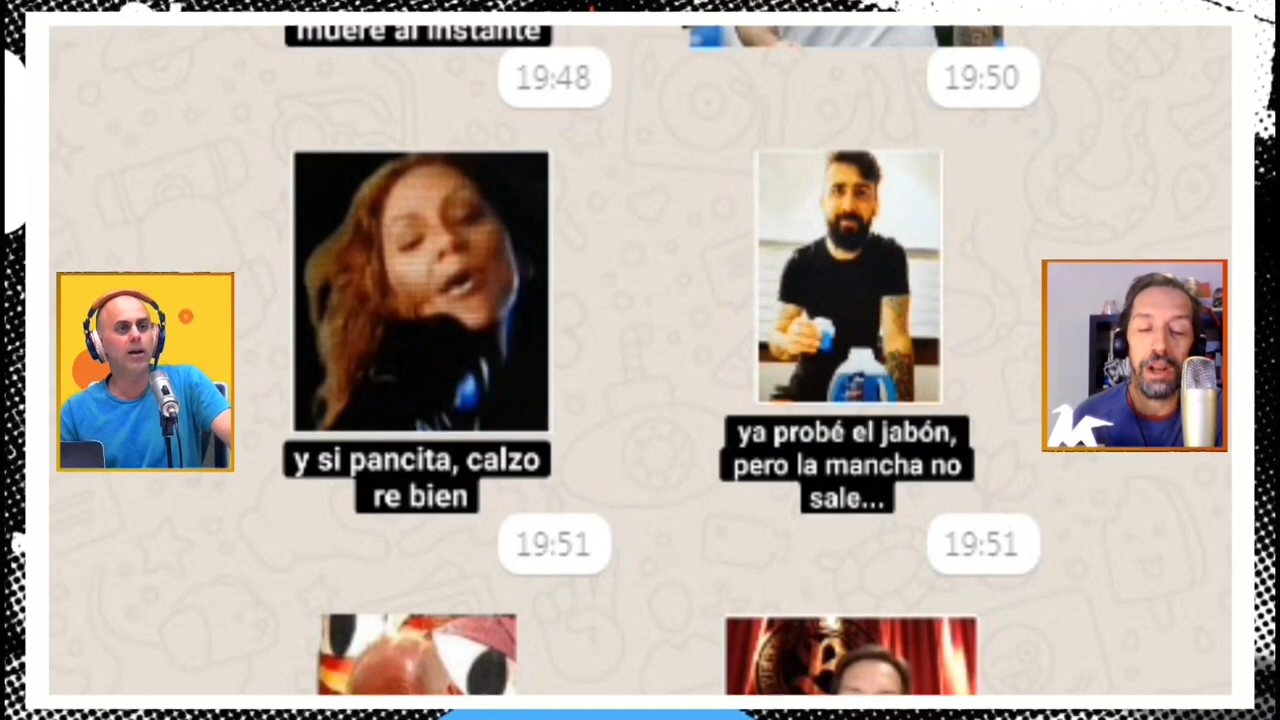 muere al instante
19:48
19:50
y si pancita, calzo
re bien
19:51
ya probé el jabón,
pero la mancha no
sale...
19:51